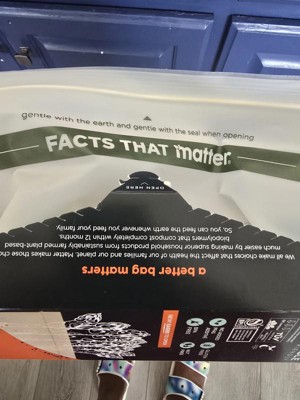 gentle with the earth and gentle with the seal when opening
FACTS THAT matter.
OPEN HERE
a better bag matters
We all make choices that affect the health of our families and our planet. Matter makes those cho
much easier by making superior household products from sustainably farmed plant-based
biopolymers that compost completely within 12 months.
So, you can feed the earth whenever you feed your family.